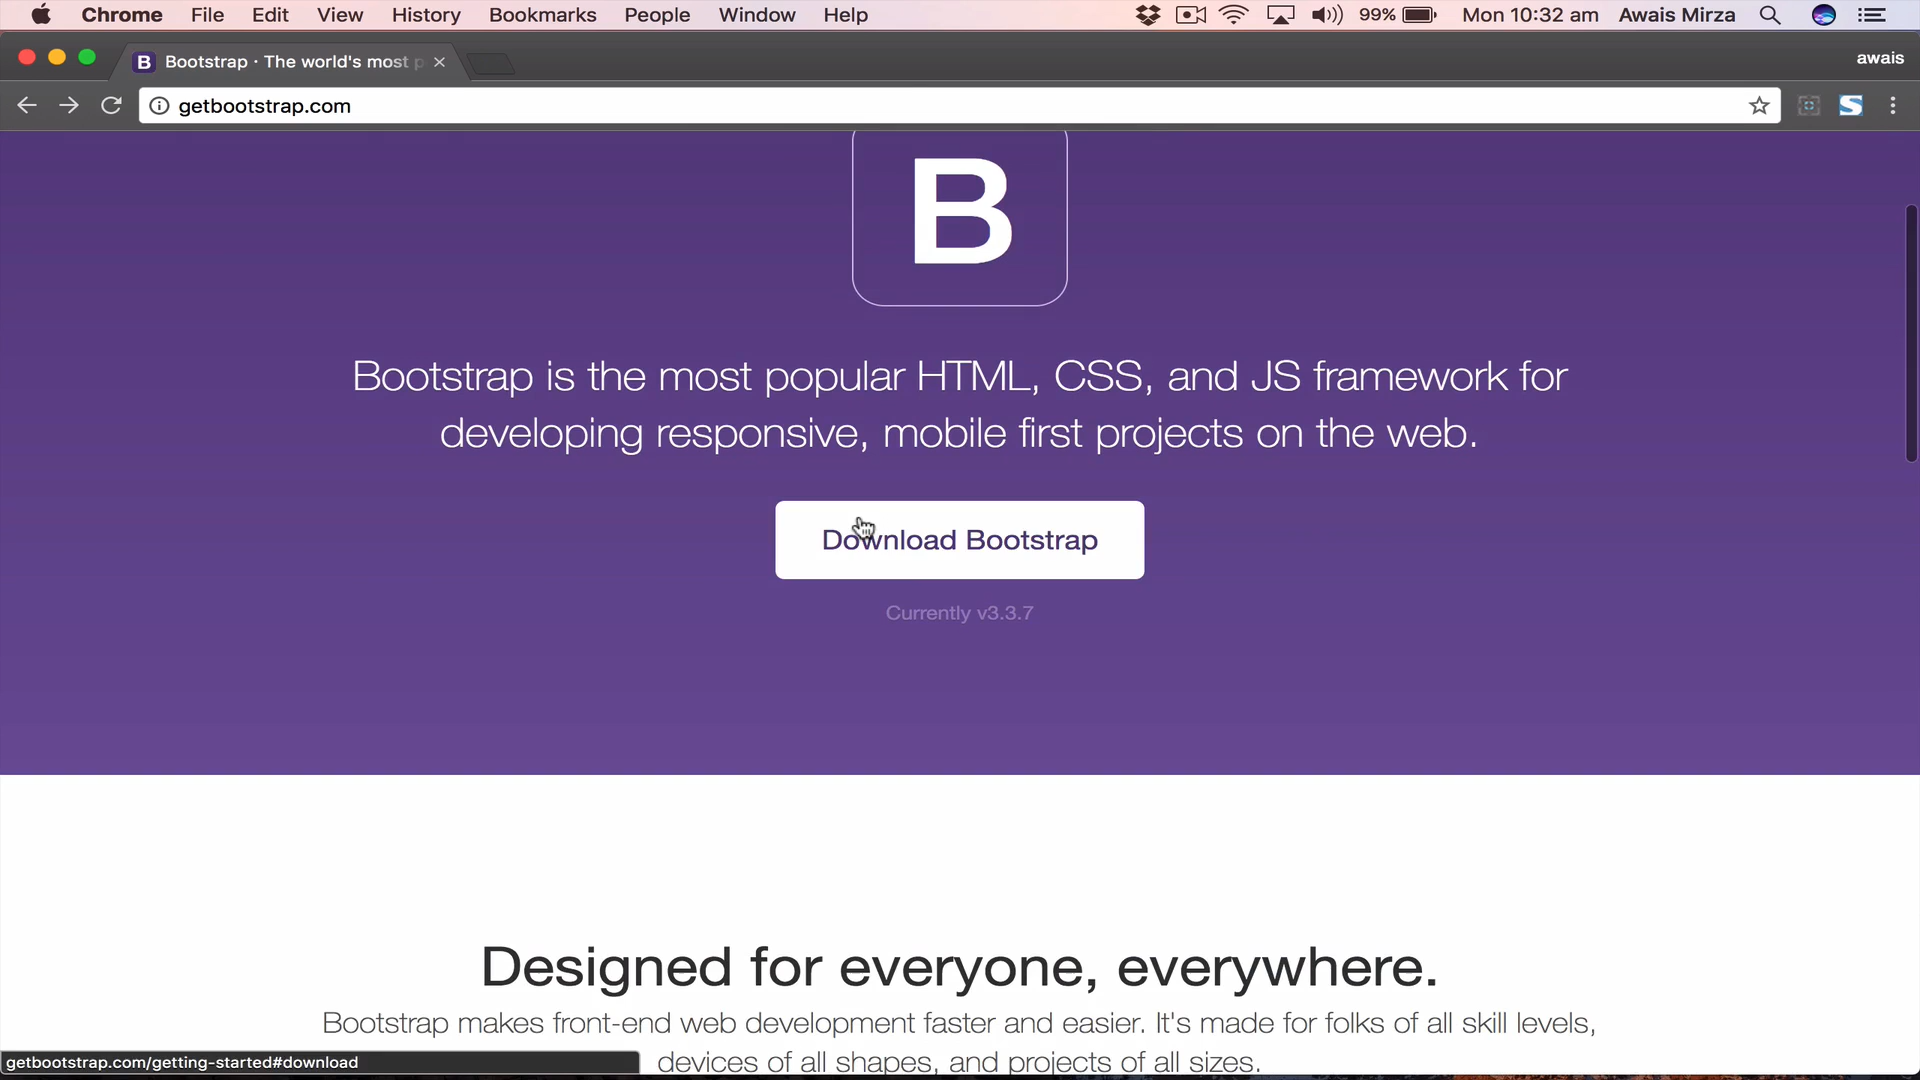 Chrome File Edit View History Bookmarks People Window Help 99% Mon 10:32 am Awais Mirza
B Bootstrap · The world's most p awais
getbootstrap.com
B
Bootstrap is the most popular HTML, CSS, and JS framework for
developing responsive, mobile first projects on the web.
Download Bootstrap
Currently v3.3.7
Designed for everyone, everywhere.
Bootstrap makes front-end web development faster and easier. It's made for folks of all skill levels,
devices of all shapes, and projects of all sizes.
getbootstrap.com/getting-started#download